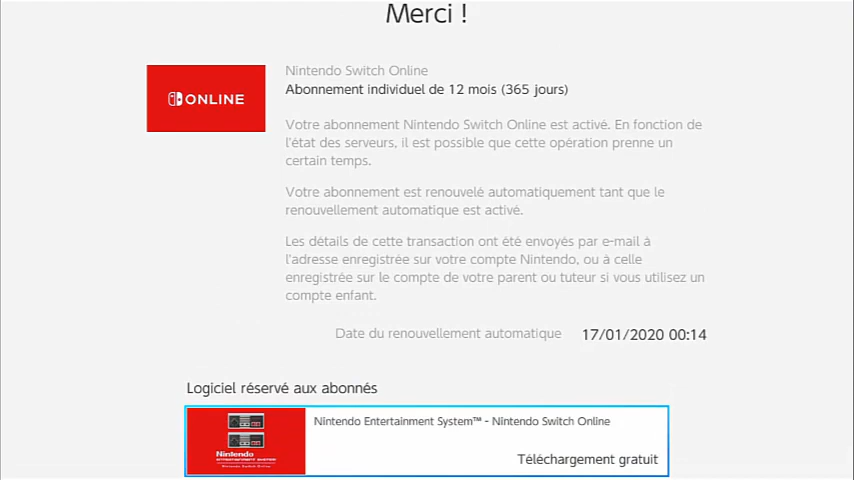 Merci !
ONLINE
Nintendo Switch Online
Abonnement individuel de 12 mois (365 jours)
Votre abonnement Nintendo Switch Online est activé. En fonction de
l'état des serveurs, il est possible que cette opération prenne un
certain temps.
Votre abonnement est renouvelé automatiquement tant que le
renouvellement automatique est activé.
Les détails de cette transaction ont été envoyés par e-mail à
l'adresse enregistrée sur votre compte Nintendo, ou à celle
enregistrée sur le compte de votre parent ou tuteur si vous utilisez un
compte enfant.
Date du renouvellement automatique 17/01/2020 00:14
Logiciel réservé aux abonnés
Nintendo
ENTERTAINMENT SYSTEM
Nintendo Switch Online
Nintendo Entertainment System™ - Nintendo Switch Online
Téléchargement gratuit